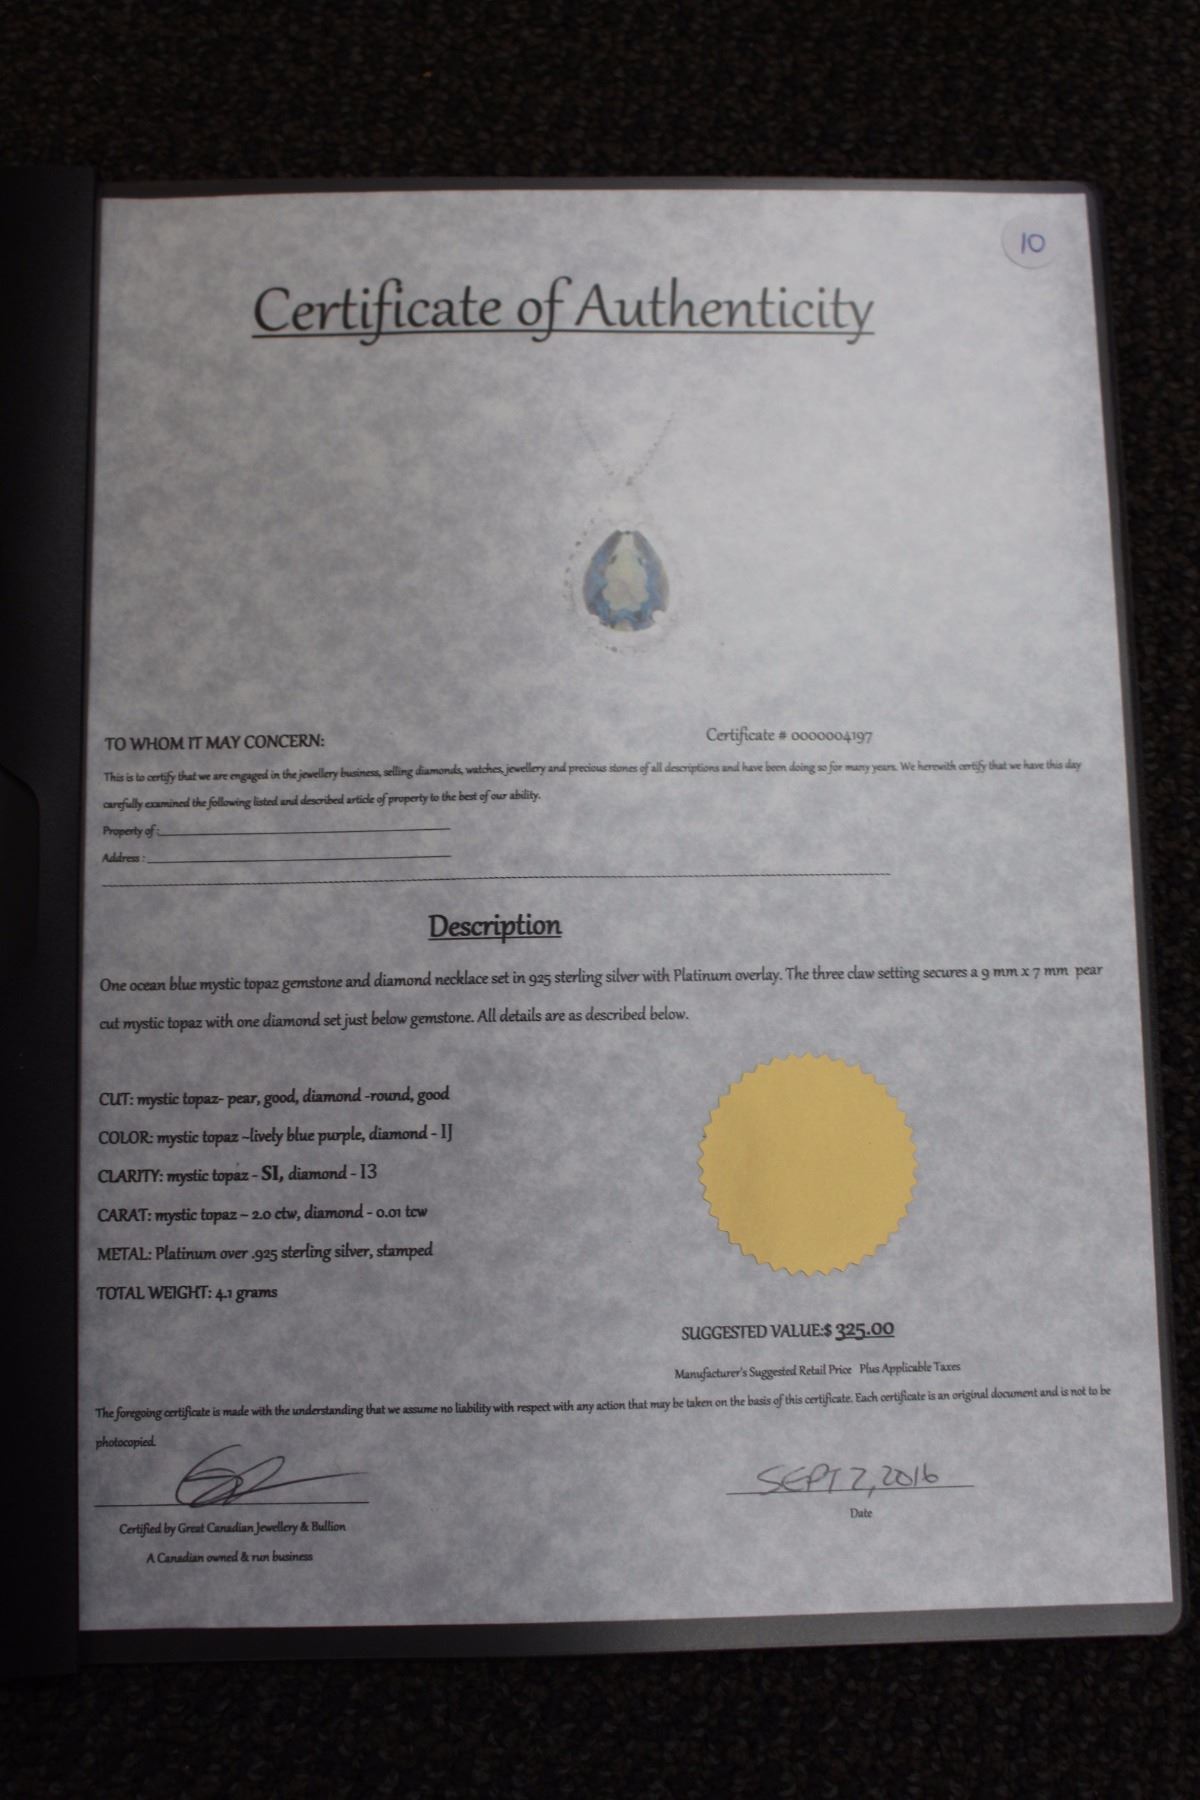 10
Certificate of Authenticity
TO WHOM IT MAY CONCERN:
Certificate # 0000004197
This is to certify that we are engaged in the jewellery business, selling diamonds, watches, jewellery and precious stones of all descriptions and have been doing so for many years. We herewith certify that we have this day
carefully examined the following listed and described article of property to the best of our ability.
Property of:
Address :
Description
One ocean blue mystic topaz gemstone and diamond necklace set in 925 sterling silver with Platinum overlay. The three claw setting secures a 9 mm x 7 mm pear
cut mystic topaz with one diamond set just below gemstone. All details are as described below.
CUT: mystic topaz- pear, good, diamond -round, good
COLOR: mystic topaz ~lively blue purple, diamond - IJ
CLARITY: mystic topaz - SI, diamond - I3
CARAT: mystic topaz ~ 2.0 ctw, diamond - 0.01 tcw
METAL: Platinum over .925 sterling silver, stamped
TOTAL WEIGHT: 4.1 grams
SUGGESTED VALUE:$ 325.00
Manufacturer's Suggested Retail Price Plus Applicable Taxes
The foregoing certificate is made with the understanding that we assume no liability with respect with any action that may be taken on the basis of this certificate. Each certificate is an original document and is not to be
photocopied.
SEPT 2, 2016
Date
Certified by Great Canadian Jewellery & Bullion
A Canadian owned & run business